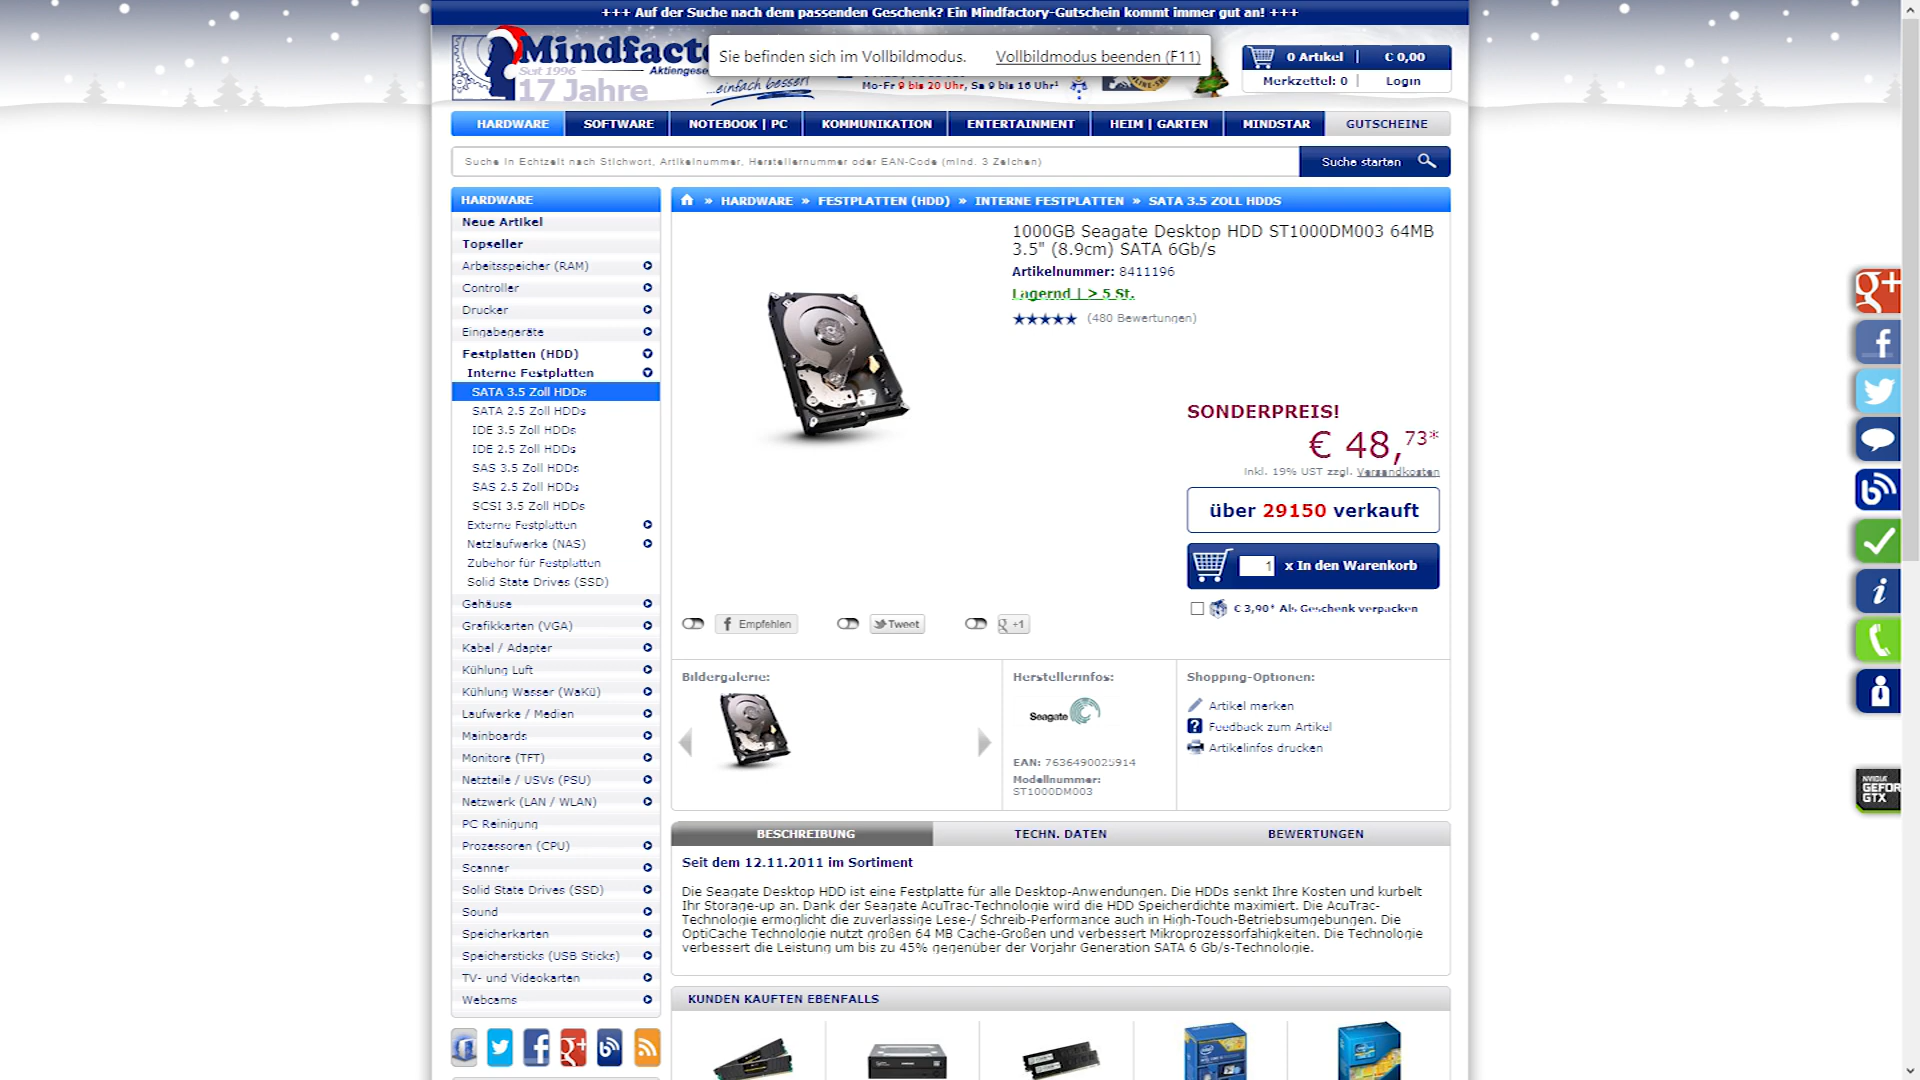 +++ Auf der Suche nach dem passenden Geschenk? Ein Mindfactory-Gutschein kommt immer gut an! +++
Mindfacto
Seit 1996
Aktienges
17 Jahre
...einfach besser!
Sie befinden sich im Vollbildmodus. Vollbildmodus beenden (F11)
Mo-Fr 9 bis 20 Uhr, Sa 9 bis 16 Uhr¹
0 Artikel | € 0,00
Merkzettel: 0 | Login
HARDWARE
SOFTWARE
NOTEBOOK | PC
KOMMUNIKATION
ENTERTAINMENT
HEIM | GARTEN
MINDSTAR
GUTSCHEINE
Suche in Echtzeit nach Stichwort, Artikelnummer, Herstellernummer oder EAN-Code (mind. 3 Zeichen)
Suche starten
HARDWARE
Neue Artikel
Topseller
Arbeitsspeicher (RAM)
Controller
Drucker
Eingabegeräte
Festplatten (HDD)
Interne Festplatten
SATA 3.5 Zoll HDDs
SATA 2.5 Zoll HDDs
IDE 3.5 Zoll HDDs
IDE 2.5 Zoll HDDs
SAS 3.5 Zoll HDDs
SAS 2.5 Zoll HDDs
SCSI 3.5 Zoll HDDs
Externe Festplatten
Netzlaufwerke (NAS)
Zubehör für Festplatten
Solid State Drives (SSD)
Gehäuse
Grafikkarten (VGA)
Kabel / Adapter
Kühlung Luft
Kühlung Wasser (WaKü)
Laufwerke / Medien
Mainboards
Monitore (TFT)
Netzteile / USVs (PSU)
Netzwerk (LAN / WLAN)
PC Reinigung
Prozessoren (CPU)
Scanner
Solid State Drives (SSD)
Sound
Speicherkarten
Speichersticks (USB Sticks)
TV- und Videokarten
Webcams
» HARDWARE » FESTPLATTEN (HDD) » INTERNE FESTPLATTEN » SATA 3.5 ZOLL HDDS
1000GB Seagate Desktop HDD ST1000DM003 64MB
3.5" (8.9cm) SATA 6Gb/s
Artikelnummer: 8411196
Lagernd | > 5 St.
(480 Bewertungen)
SONDERPREIS!
€ 48,73*
inkl. 19% UST zzgl. Versandkosten
über 29150 verkauft
1 x In den Warenkorb
€ 3,90* Als Geschenk verpacken
Empfehlen
Tweet
+1
Bildergalerie:
Herstellerinfos:
Seagate
EAN: 7636490025914
Modellnummer:
ST1000DM003
Shopping-Optionen:
Artikel merken
Feedback zum Artikel
Artikelinfos drucken
BESCHREIBUNG
TECHN. DATEN
BEWERTUNGEN
Seit dem 12.11.2011 im Sortiment
Die Seagate Desktop HDD ist eine Festplatte für alle Desktop-Anwendungen. Die HDDs senkt Ihre Kosten und kurbelt
Ihr Storage-up an. Dank der Seagate AcuTrac-Technologie wird die HDD Speicherdichte maximiert. Die AcuTrac-
Technologie ermöglicht die zuverlässige Lese-/ Schreib-Performance auch in High-Touch-Betriebsumgebungen. Die
OptiCache Technologie nutzt großen 64 MB Cache-Größen und verbessert Mikroprozessorfähigkeiten. Die Technologie
verbessert die Leistung um bis zu 45% gegenüber der Vorjahr Generation SATA 6 Gb/s-Technologie.
KUNDEN KAUFTEN EBENFALLS
NVIDIA
GEFOR
GTX